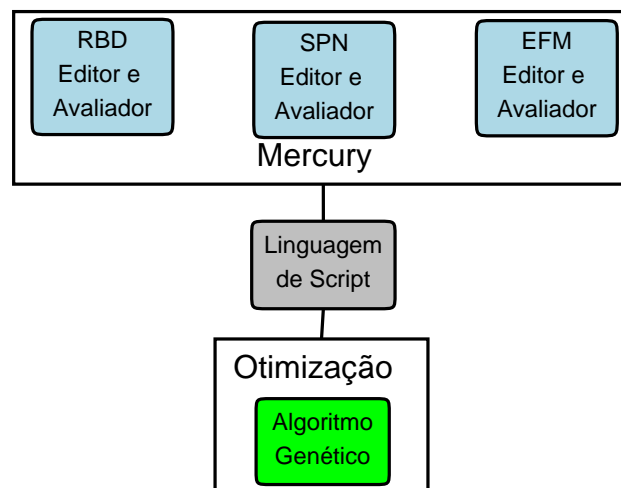 RBD
Editor e
Avaliador
SPN
Editor e
Avaliador
EFM
Editor e
Avaliador
Mercury
Linguagem
de Script
Otimização
Algoritmo
Genético